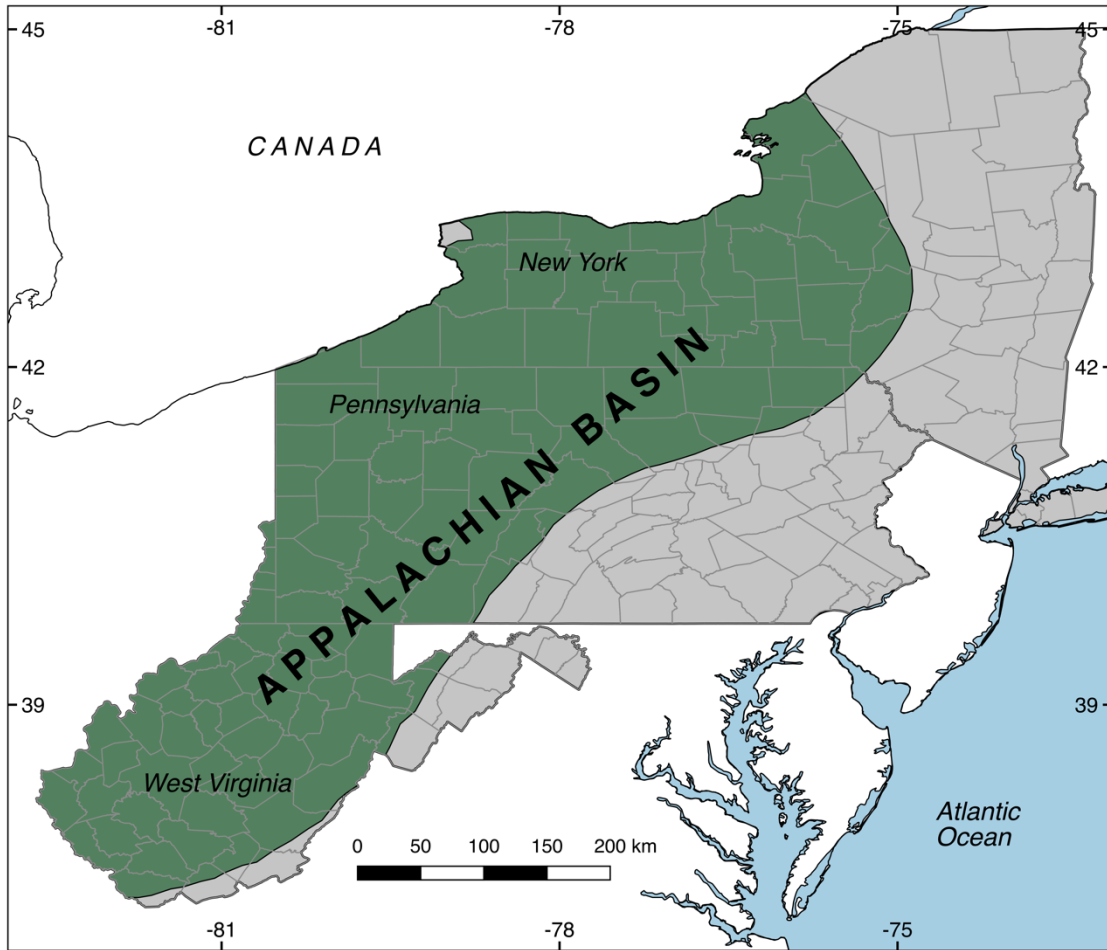 -81 -78 -75
45 45
CANADA
New York
42 42
Pennsylvania
APPALACHIAN BASIN
39 39
West Virginia
Atlantic
Ocean
0 50 100 150 200 km
-81 -78 -75